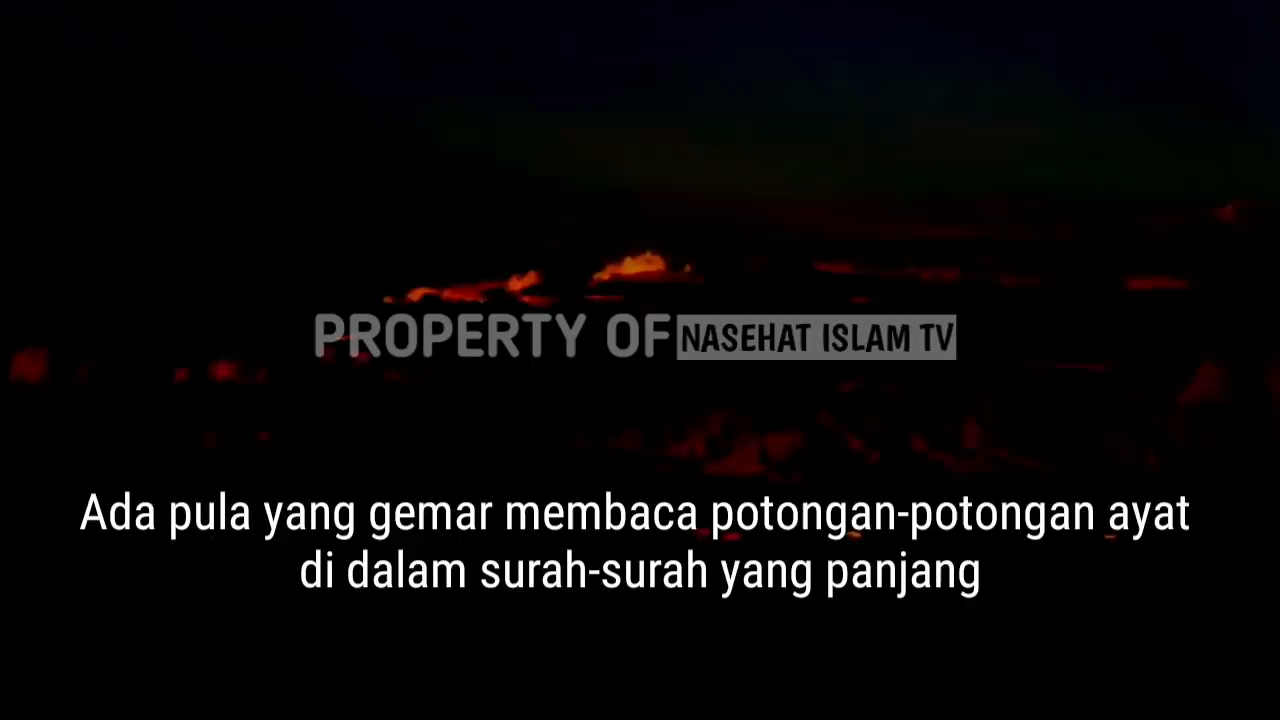 PROPERTY OF NASEHAT ISLAM TV
Ada pula yang gemar membaca potongan-potongan ayat
di dalam surah-surah yang panjang